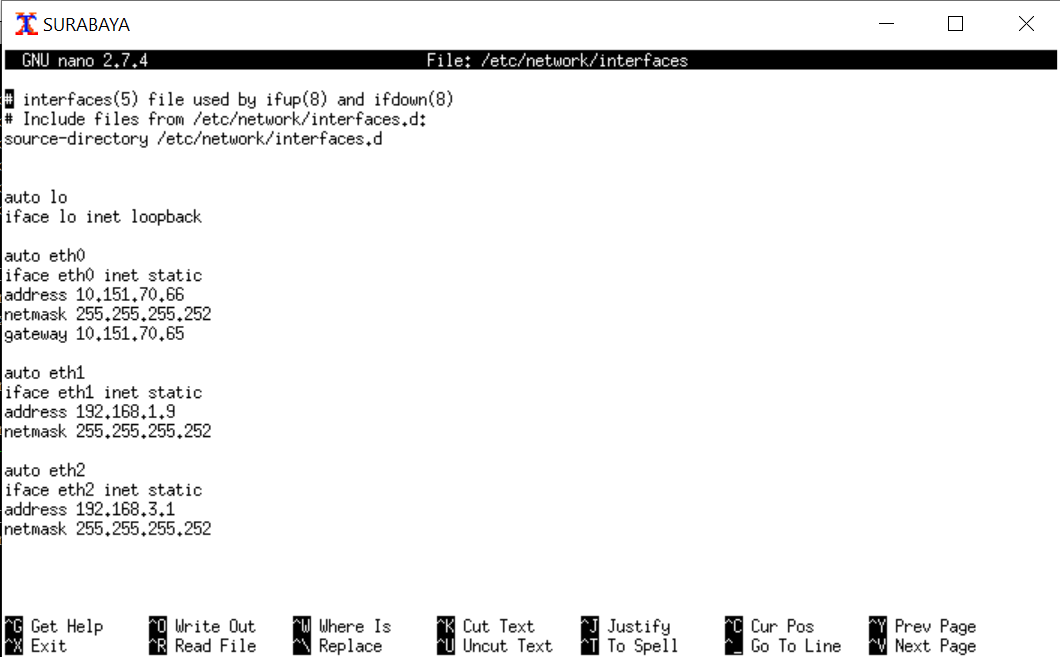 SURABAYA
GNU nano 2.7.4 File: /etc/network/interfaces
# interfaces(5) file used by ifup(8) and ifdown(8)
# Include files from /etc/network/interfaces.d:
source-directory /etc/network/interfaces.d
auto lo
iface lo inet loopback
auto eth0
iface eth0 inet static
address 10.151.70.66
netmask 255.255.255.252
gateway 10.151.70.65
auto eth1
iface eth1 inet static
address 192.168.1.9
netmask 255.255.255.252
auto eth2
iface eth2 inet static
address 192.168.3.1
netmask 255.255.255.252
^G Get Help ^O Write Out ^W Where Is ^K Cut Text ^J Justify ^C Cur Pos ^Y Prev Page
^X Exit ^R Read File ^\ Replace ^U Uncut Text ^T To Spell ^_ Go To Line ^V Next Page